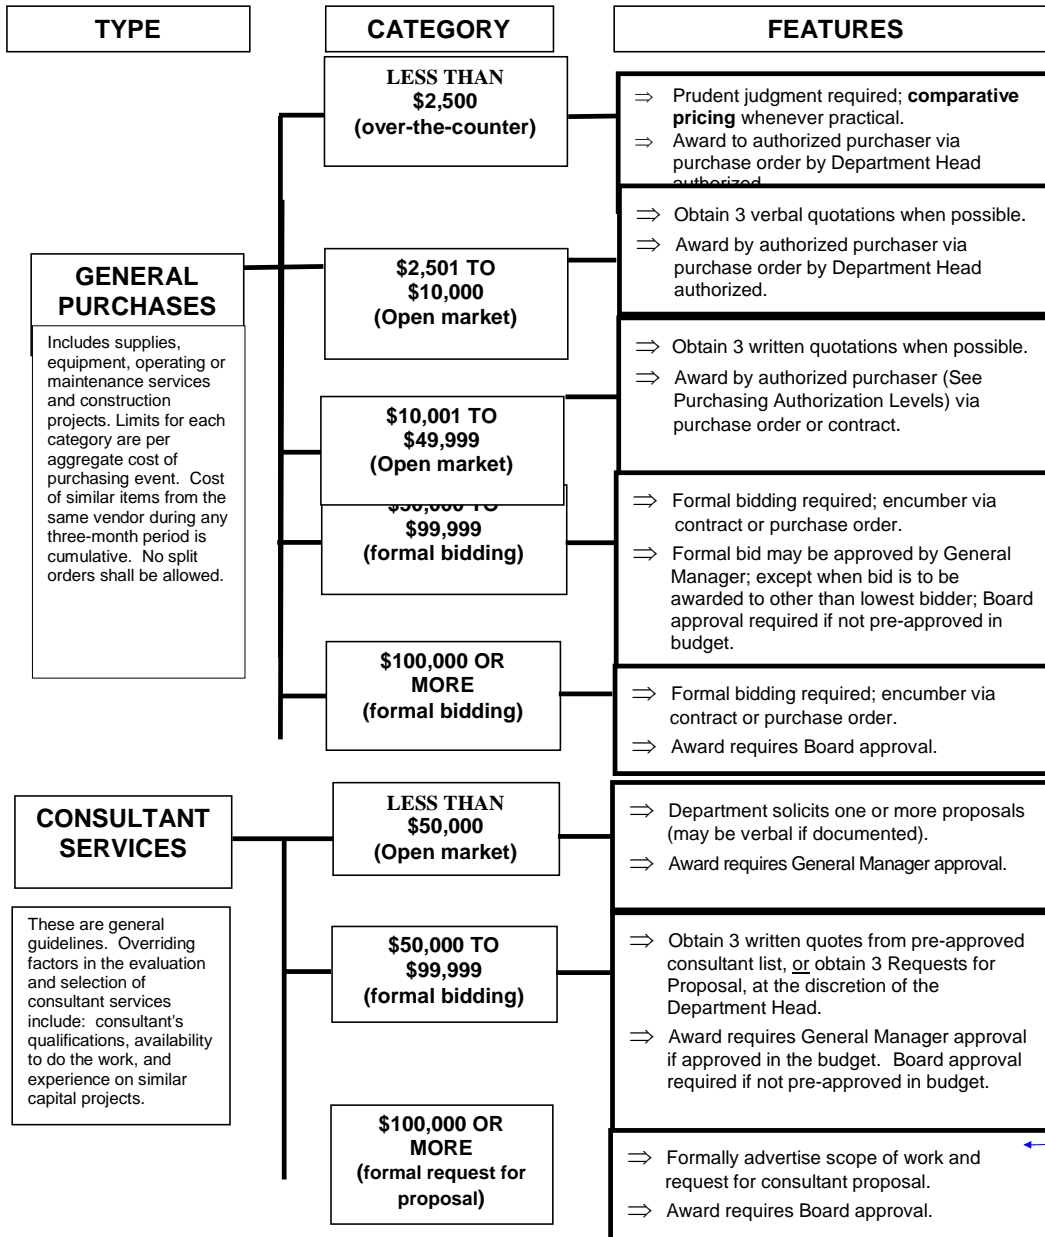 TYPE
CATEGORY
FEATURES
LESS THAN
$2,500
(over-the-counter)
⇒ Prudent judgment required; comparative
pricing whenever practical.
⇒ Award to authorized purchaser via
purchase order by Department Head
authorized.
GENERAL
PURCHASES
Includes supplies,
equipment, operating or
maintenance services
and construction
projects. Limits for each
category are per
aggregate cost of
purchasing event. Cost
of similar items from the
same vendor during any
three-month period is
cumulative. No split
orders shall be allowed.
$2,501 TO
$10,000
(Open market)
⇒ Obtain 3 verbal quotations when possible.
⇒ Award by authorized purchaser via
purchase order by Department Head
authorized.
$10,001 TO
$49,999
(Open market)
⇒ Obtain 3 written quotations when possible.
⇒ Award by authorized purchaser (See
Purchasing Authorization Levels) via
purchase order or contract.
$50,000 TO
$99,999
(formal bidding)
⇒ Formal bidding required; encumber via
contract or purchase order.
⇒ Formal bid may be approved by General
Manager; except when bid is to be
awarded to other than lowest bidder; Board
approval required if not pre-approved in
budget.
$100,000 OR
MORE
(formal bidding)
⇒ Formal bidding required; encumber via
contract or purchase order.
⇒ Award requires Board approval.
CONSULTANT
SERVICES
These are general
guidelines. Overriding
factors in the evaluation
and selection of
consultant services
include: consultant's
qualifications, availability
to do the work, and
experience on similar
capital projects.
LESS THAN
$50,000
(Open market)
⇒ Department solicits one or more proposals
(may be verbal if documented).
⇒ Award requires General Manager approval.
$50,000 TO
$99,999
(formal bidding)
⇒ Obtain 3 written quotes from pre-approved
consultant list, or obtain 3 Requests for
Proposal, at the discretion of the
Department Head.
⇒ Award requires General Manager approval
if approved in the budget. Board approval
required if not pre-approved in budget.
$100,000 OR
MORE
(formal request for
proposal)
⇒ Formally advertise scope of work and
request for consultant proposal.
⇒ Award requires Board approval.